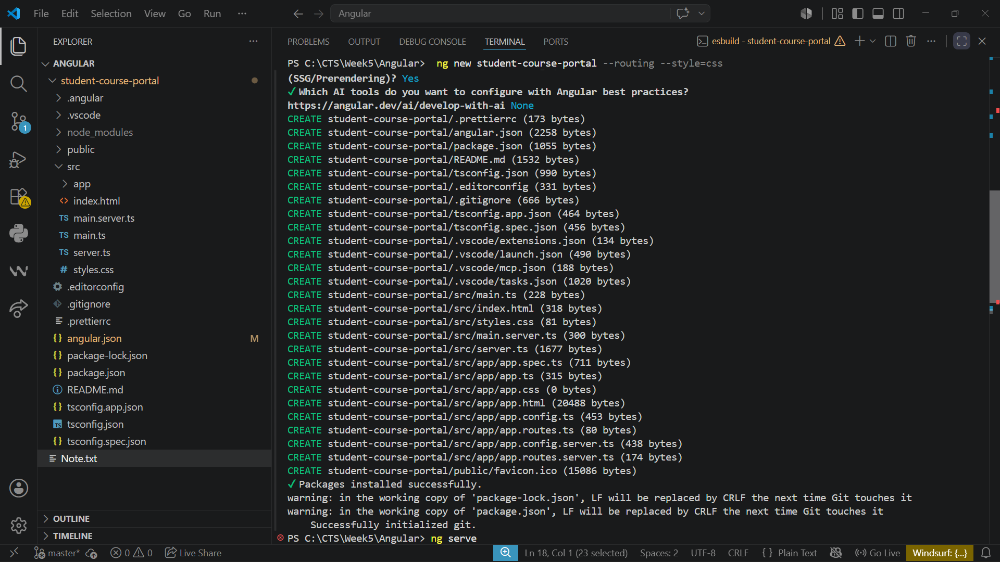 File Edit Selection View Go Run ···
Angular
EXPLORER
PROBLEMS OUTPUT DEBUG CONSOLE TERMINAL PORTS
esbuild - student-course-portal
ANGULAR
student-course-portal
.angular
.vscode
node_modules
public
src
app
index.html
TS main.server.ts
TS main.ts
TS server.ts
# styles.css
.editorconfig
.gitignore
.prettierrc
{} angular.json M
{} package-lock.json
{} package.json
README.md
{} tsconfig.app.json
TS tsconfig.json
{} tsconfig.spec.json
Note.txt
OUTLINE
TIMELINE
1
PS C:\CTS\Week5\Angular> ng new student-course-portal --routing --style=css
(SSG/Prerendering)? Yes
✓ Which AI tools do you want to configure with Angular best practices?
https://angular.dev/ai/develop-with-ai None
CREATE student-course-portal/.prettierrc (173 bytes)
CREATE student-course-portal/angular.json (2258 bytes)
CREATE student-course-portal/package.json (1055 bytes)
CREATE student-course-portal/README.md (1532 bytes)
CREATE student-course-portal/tsconfig.json (990 bytes)
CREATE student-course-portal/.editorconfig (331 bytes)
CREATE student-course-portal/.gitignore (666 bytes)
CREATE student-course-portal/tsconfig.app.json (464 bytes)
CREATE student-course-portal/tsconfig.spec.json (456 bytes)
CREATE student-course-portal/.vscode/extensions.json (134 bytes)
CREATE student-course-portal/.vscode/launch.json (490 bytes)
CREATE student-course-portal/.vscode/mcp.json (188 bytes)
CREATE student-course-portal/.vscode/tasks.json (1020 bytes)
CREATE student-course-portal/src/main.ts (228 bytes)
CREATE student-course-portal/src/index.html (318 bytes)
CREATE student-course-portal/src/styles.css (81 bytes)
CREATE student-course-portal/src/main.server.ts (300 bytes)
CREATE student-course-portal/src/server.ts (1677 bytes)
CREATE student-course-portal/src/app/app.spec.ts (711 bytes)
CREATE student-course-portal/src/app/app.ts (315 bytes)
CREATE student-course-portal/src/app/app.css (0 bytes)
CREATE student-course-portal/src/app/app.html (20488 bytes)
CREATE student-course-portal/src/app/app.config.ts (453 bytes)
CREATE student-course-portal/src/app/app.routes.ts (80 bytes)
CREATE student-course-portal/src/app/app.config.server.ts (438 bytes)
CREATE student-course-portal/src/app/app.routes.server.ts (174 bytes)
CREATE student-course-portal/public/favicon.ico (15086 bytes)
✓ Packages installed successfully.
warning: in the working copy of 'package-lock.json', LF will be replaced by CRLF the next time Git touches it
warning: in the working copy of 'package.json', LF will be replaced by CRLF the next time Git touches it
Successfully initialized git.
PS C:\CTS\Week5\Angular> ng serve
master* 0 0 Live Share Ln 18, Col 1 (23 selected) Spaces: 2 UTF-8 CRLF {} Plain Text Go Live Windsurf: {...}